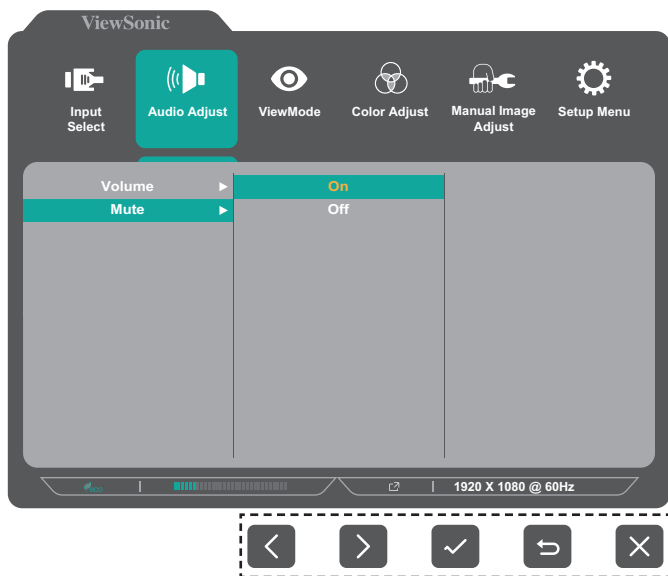 ViewSonic
Input
Select
Audio Adjust
ViewMode
Color Adjust
Manual Image
Adjust
Setup Menu
Volume
On
Mute
Off
eco
1920 X 1080 @ 60Hz